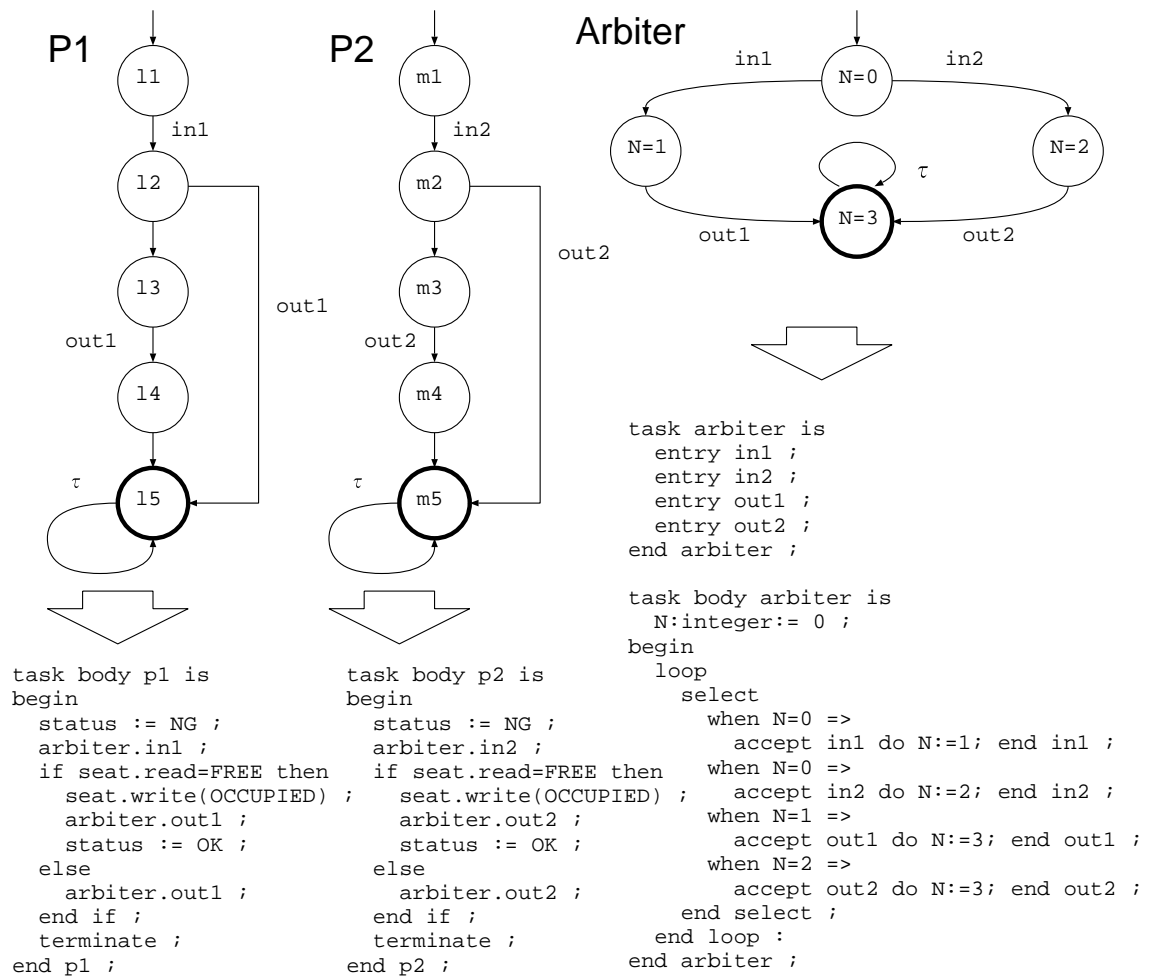 P1
l1
in1
l2
l3
out1
out1
l4
τ
l5
task body p1 is
begin
status := NG ;
arbiter.in1 ;
if seat.read=FREE then
seat.write(OCCUPIED) ;
arbiter.out1 ;
status := OK ;
else
arbiter.out1 ;
end if ;
terminate ;
end p1 ;
P2
m1
in2
m2
out2
m3
out2
m4
τ
m5
task body p2 is
begin
status := NG ;
arbiter.in2 ;
if seat.read=FREE then
seat.write(OCCUPIED) ;
arbiter.out2 ;
status := OK ;
else
arbiter.out2 ;
end if ;
terminate ;
end p2 ;
Arbiter
in1
in2
N=0
N=1
N=2
τ
N=3
out1
out2
task arbiter is
entry in1 ;
entry in2 ;
entry out1 ;
entry out2 ;
end arbiter ;
task body arbiter is
N:integer:= 0 ;
begin
loop
select
when N=0 =>
accept in1 do N:=1; end in1 ;
when N=0 =>
accept in2 do N:=2; end in2 ;
when N=1 =>
accept out1 do N:=3; end out1 ;
when N=2 =>
accept out2 do N:=3; end out2 ;
end select ;
end loop :
end arbiter ;